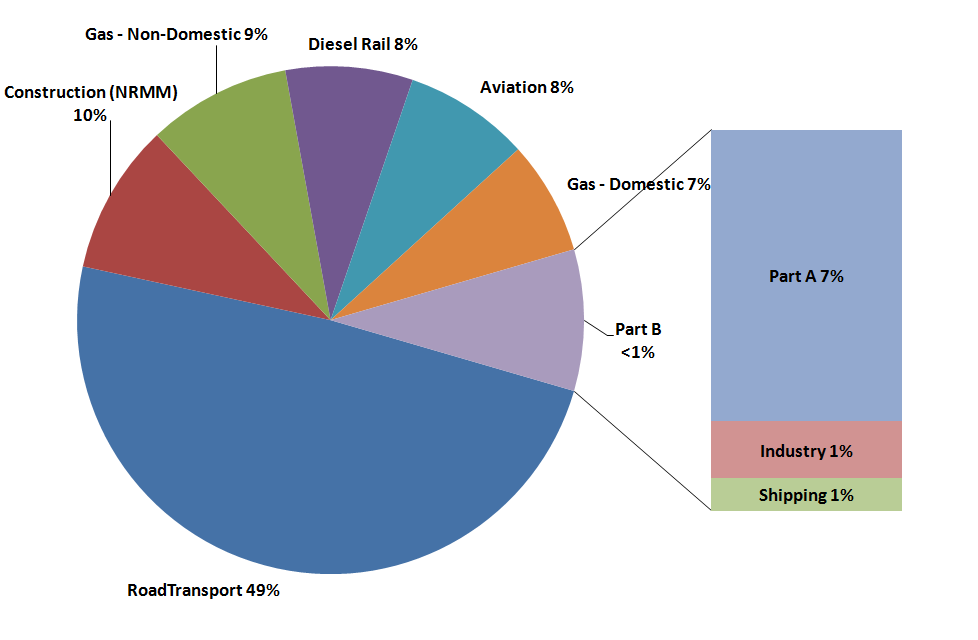 Gas - Non-Domestic 9%
Diesel Rail 8%
Construction (NRMM)
10%
Aviation 8%
Gas - Domestic 7%
Part A 7%
Part B
<1%
Industry 1%
Shipping 1%
RoadTransport 49%